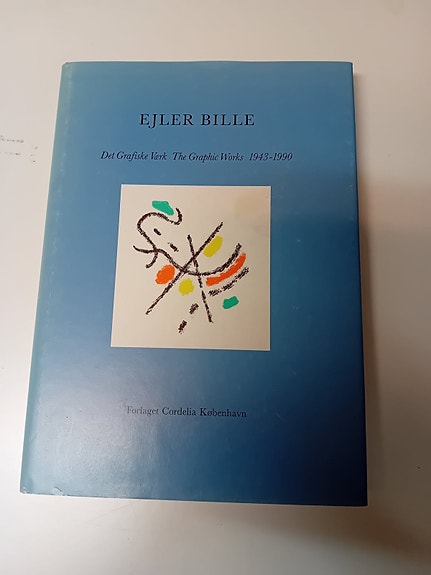 EJLER BILLE
Det Grafiske Værk The Graphic Works 1943-1990
Forlaget Cordelia København